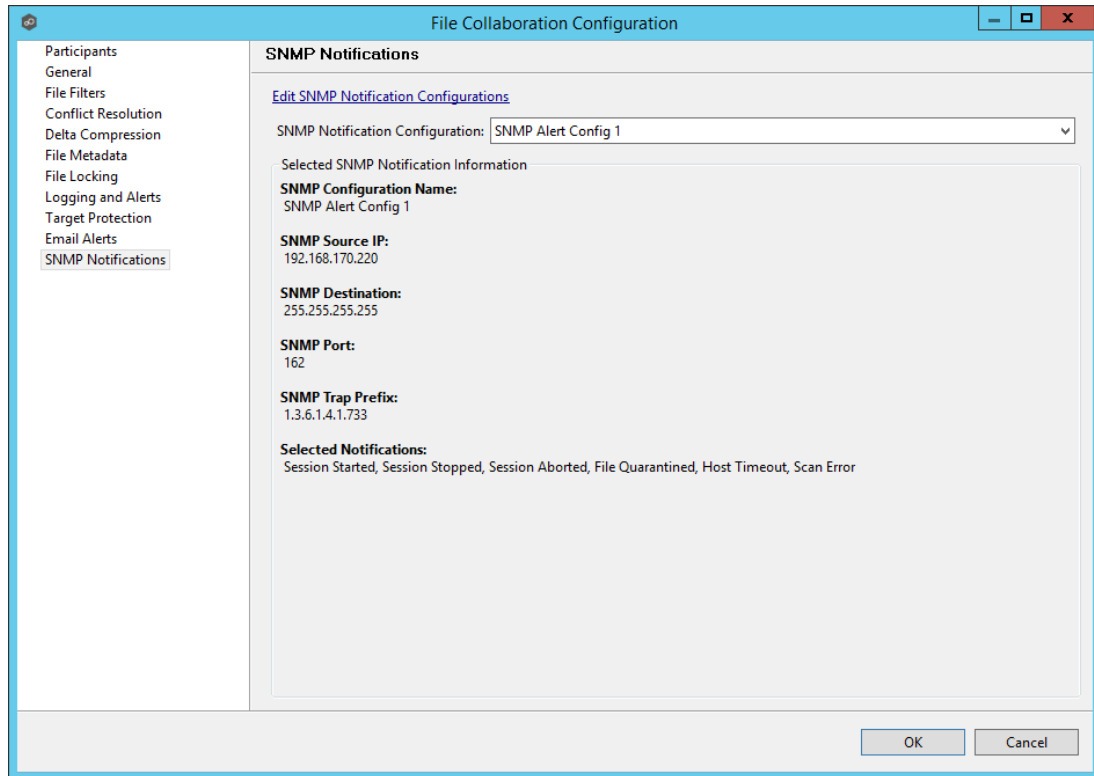 File Collaboration Configuration
Participants
General
File Filters
Conflict Resolution
Delta Compression
File Metadata
File Locking
Logging and Alerts
Target Protection
Email Alerts
SNMP Notifications
SNMP Notifications
Edit SNMP Notification Configurations
SNMP Notification Configuration: SNMP Alert Config 1
Selected SNMP Notification Information
SNMP Configuration Name:
SNMP Alert Config 1
SNMP Source IP:
192.168.170.220
SNMP Destination:
255.255.255.255
SNMP Port:
162
SNMP Trap Prefix:
1.3.6.1.4.1.733
Selected Notifications:
Session Started, Session Stopped, Session Aborted, File Quarantined, Host Timeout, Scan Error
OK Cancel